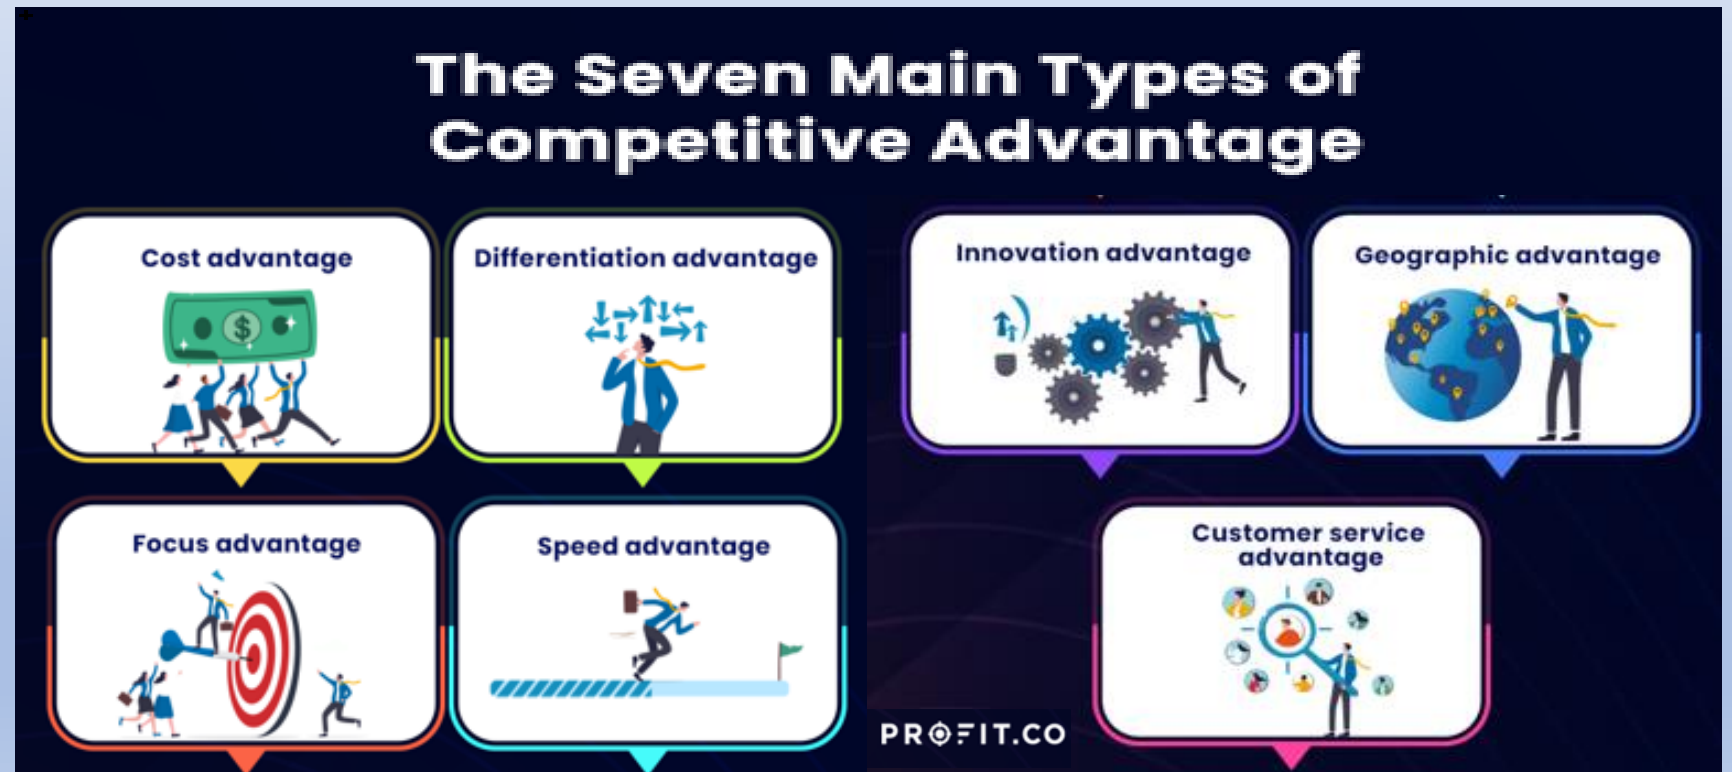 The Seven Main Types of
Competitive Advantage
Cost advantage
Differentiation advantage
Innovation advantage
Geographic advantage
$
Focus advantage
Speed advantage
Customer service
advantage
PROFIT.CO